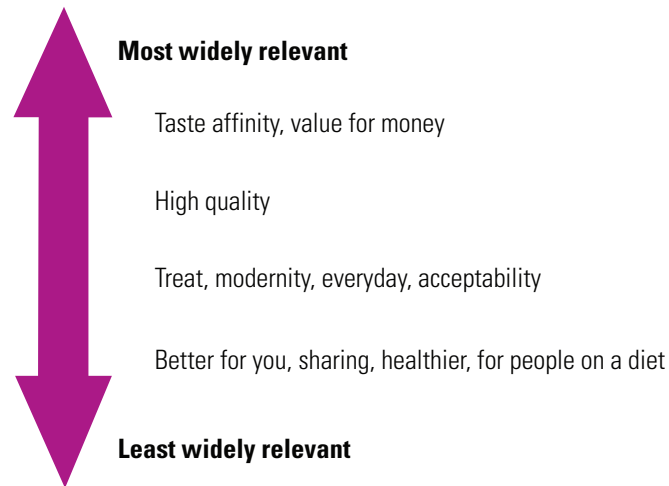 Most widely relevant
Taste affinity, value for money
High quality
Treat, modernity, everyday, acceptability
Better for you, sharing, healthier, for people on a diet
Least widely relevant